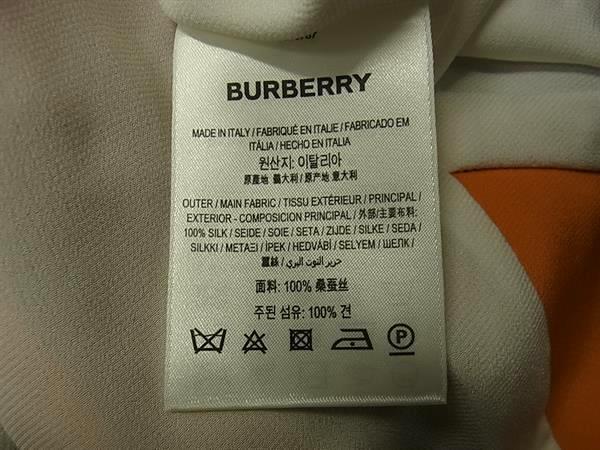 BURBERRY
MADE IN ITALY / FABRIQUÉ EN ITALIE / FABRICADO EM
ITÁLIA / HECHO EN ITALIA
원산지: 이탈리아
原產地 義大利 / 原产地 意大利
OUTER / MAIN FABRIC / TISSU EXTÉRIEUR / PRINCIPAL /
EXTERIOR - COMPOSICION PRINCIPAL / 外部/主要布料:
100% SILK / SEIDE / SOIE / SETA / ZIJDE / SILKE / SEDA /
SILKKI / ΜΕΤΑΞΙ / İPEK / HEDVÁBÍ / SELYEM / ШЕЛК /
蠶絲 / حرير التوت البري
面料: 100% 桑蚕丝
주된 섬유: 100% 견
P